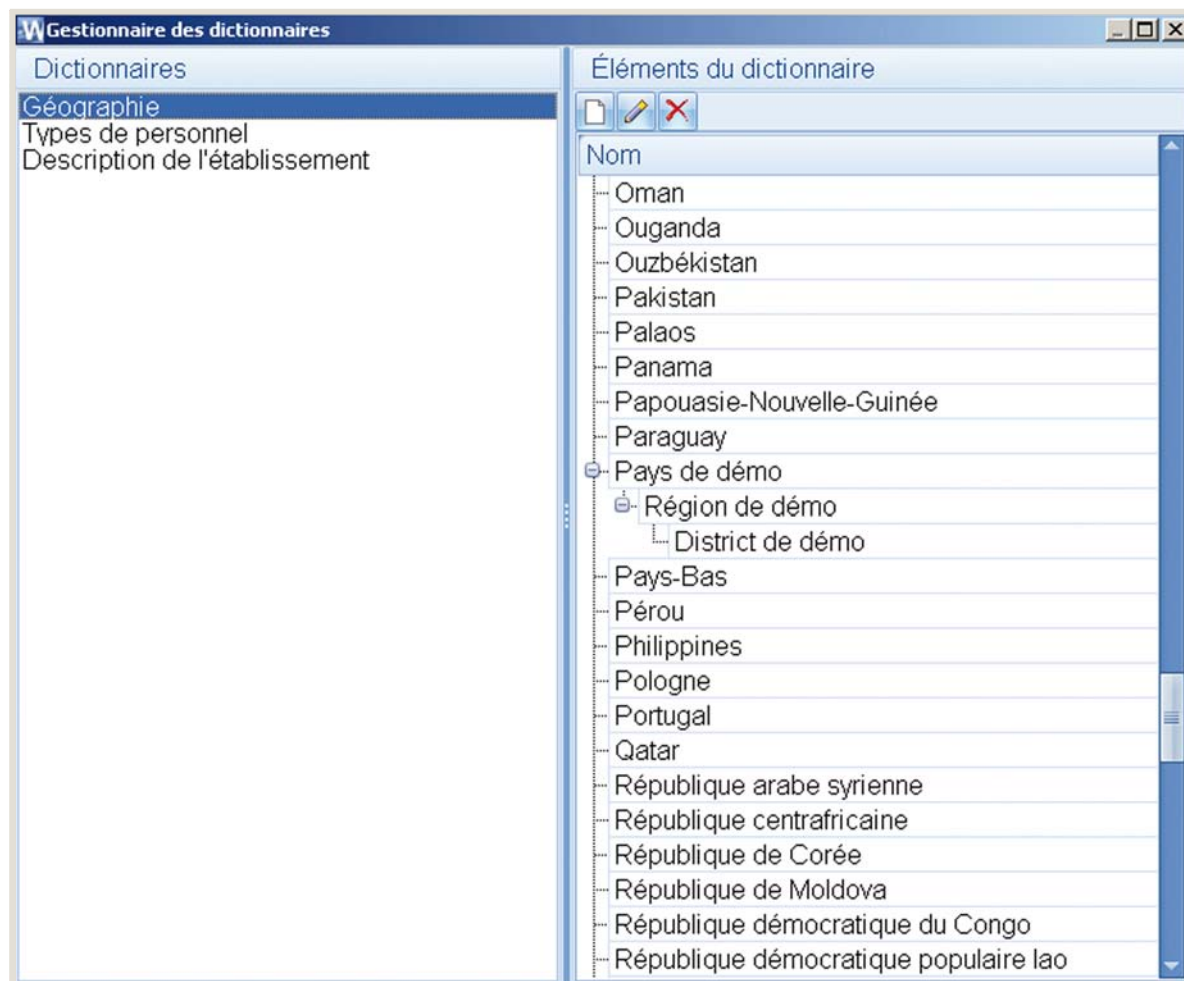 Gestionnaire des dictionnaires
Dictionnaires
Géographie
Types de personnel
Description de l'établissement
Éléments du dictionnaire
Nom
Oman
Ouganda
Ouzbékistan
Pakistan
Palaos
Panama
Papouasie-Nouvelle-Guinée
Paraguay
Pays de démo
Région de démo
District de démo
Pays-Bas
Pérou
Philippines
Pologne
Portugal
Qatar
République arabe syrienne
République centrafricaine
République de Corée
République de Moldova
République démocratique du Congo
République démocratique populaire lao